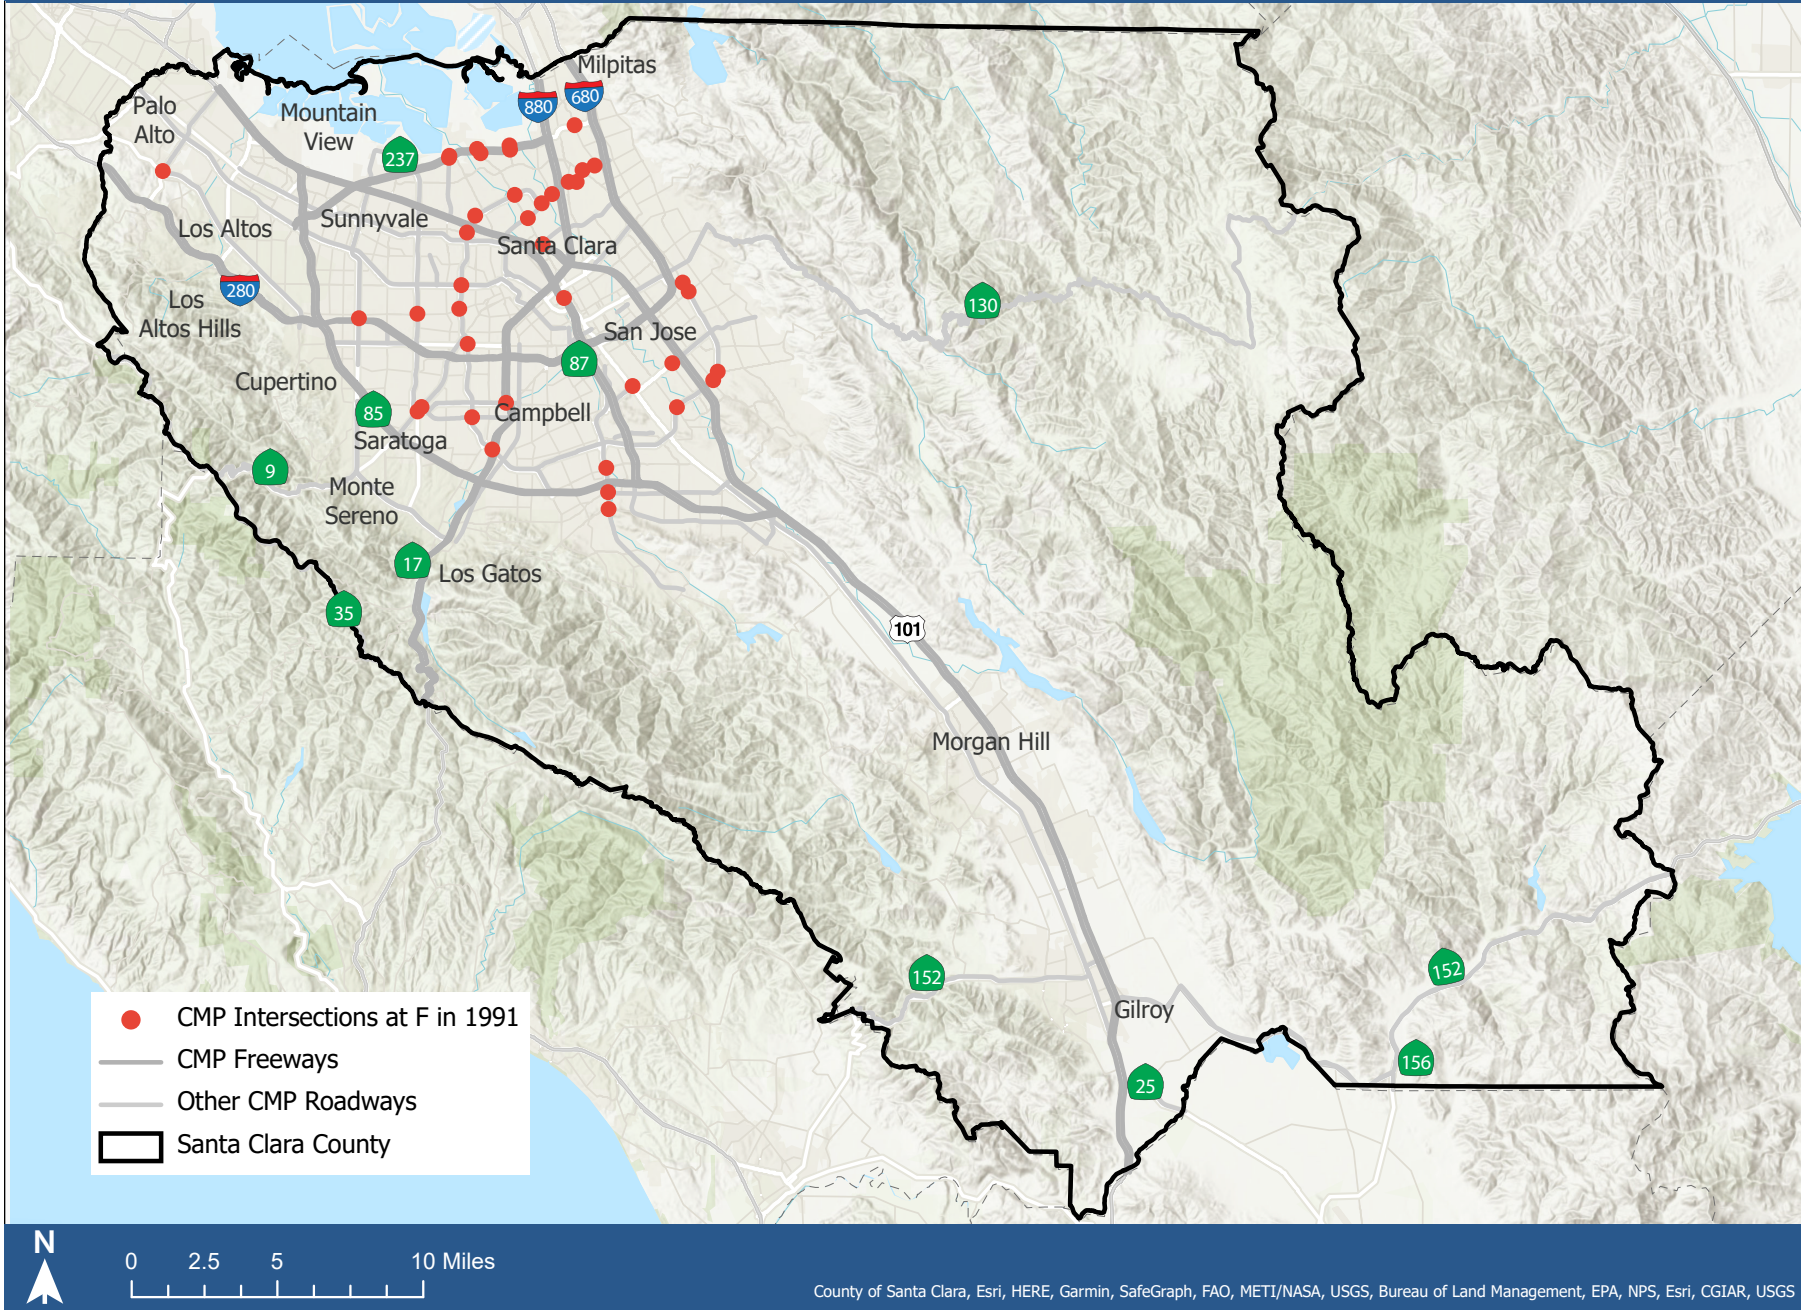 Milpitas
680
880
Palo
Alto
Mountain
View
237
Los Altos
Sunnyvale
Santa Clara
280
Los
Altos Hills
130
San Jose
87
Cupertino
85
Campbell
Saratoga
9
Monte
Sereno
17
Los Gatos
35
101
Morgan Hill
152
152
Gilroy
156
25
CMP Intersections at F in 1991
CMP Freeways
Other CMP Roadways
Santa Clara County
N
0 2.5 5 10 Miles
County of Santa Clara, Esri, HERE, Garmin, SafeGraph, FAO, METI/NASA, USGS, Bureau of Land Management, EPA, NPS, Esri, CGIAR, USGS